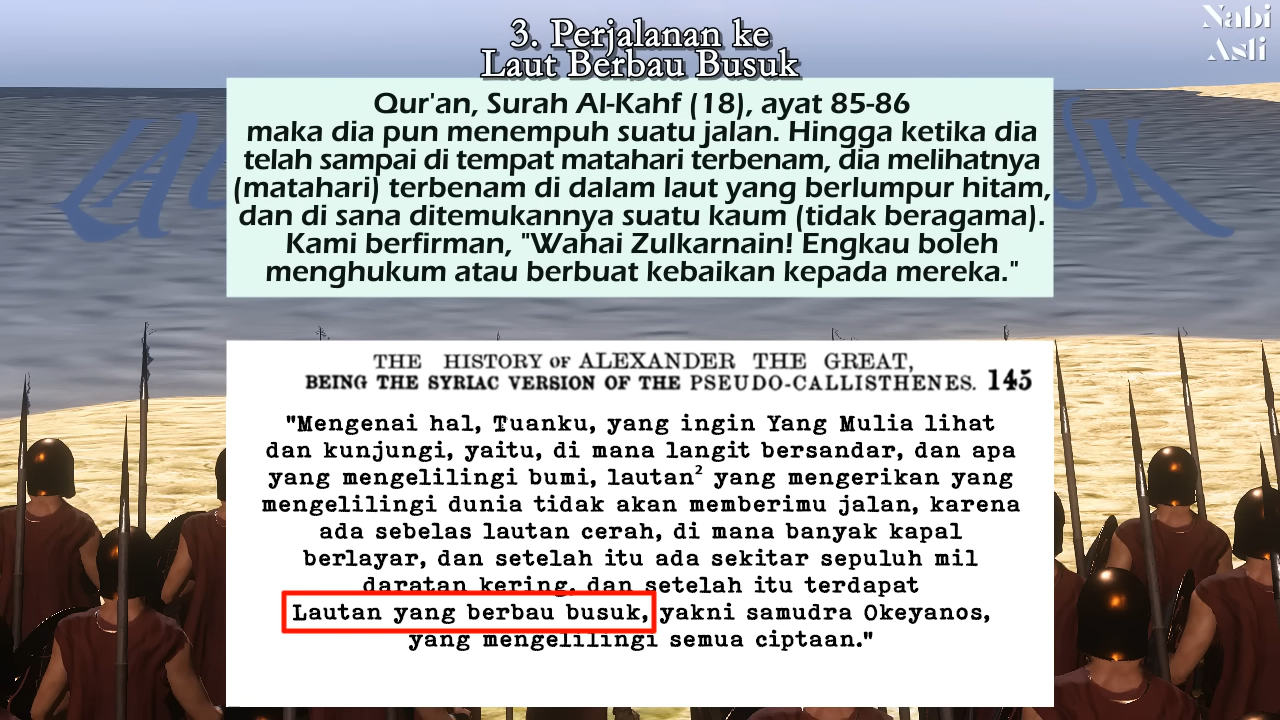 3. Perjalanan ke
Laut Berbau Busuk
Nabi
Asli
Qur'an, Surah Al-Kahf (18), ayat 85-86
maka dia pun menempuh suatu jalan. Hingga ketika dia
telah sampai di tempat matahari terbenam, dia melihatnya
(matahari) terbenam di dalam laut yang berlumpur hitam,
dan di sana ditemukannya suatu kaum (tidak beragama).
Kami berfirman, "Wahai Zulkarnain! Engkau boleh
menghukum atau berbuat kebaikan kepada mereka."
THE HISTORY OF ALEXANDER THE GREAT,
BEING THE SYRIAC VERSION OF THE PSEUDO-CALLISTHENES. 145
"Mengenai hal, Tuanku, yang ingin Yang Mulia lihat
dan kunjungi, yaitu, di mana langit bersandar, dan apa
yang mengelilingi bumi, lautan² yang mengerikan yang
mengelilingi dunia tidak akan memberimu jalan, karena
ada sebelas lautan cerah, di mana banyak kapal
berlayar, dan setelah itu ada sekitar sepuluh mil
daratan kering, dan setelah itu terdapat
Lautan yang berbau busuk, yakni samudra Okeyanos,
yang mengelilingi semua ciptaan."